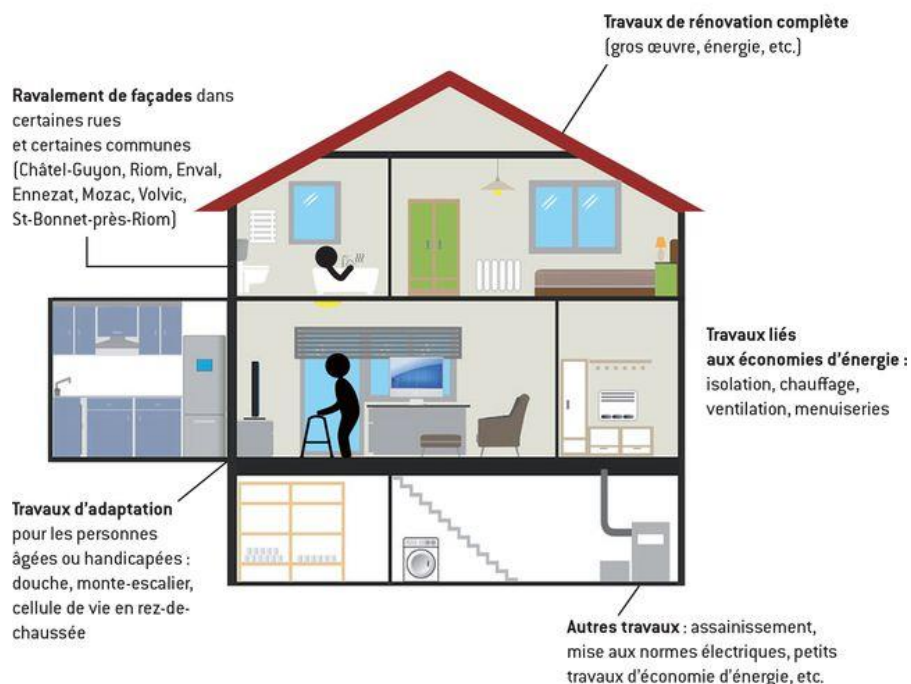 Travaux de rénovation complète
(gros œuvre, énergie, etc.)
Ravalement de façades dans
certaines rues
et certaines communes
(Châtel-Guyon, Riom, Enval,
Ennezat, Mozac, Volvic,
St-Bonnet-près-Riom)
Travaux liés
aux économies d'énergie :
isolation, chauffage,
ventilation, menuiseries
Travaux d'adaptation
pour les personnes
âgées ou handicapées :
douche, monte-escalier,
cellule de vie en rez-de-
chaussée
Autres travaux : assainissement,
mise aux normes électriques, petits
travaux d'économie d'énergie, etc.